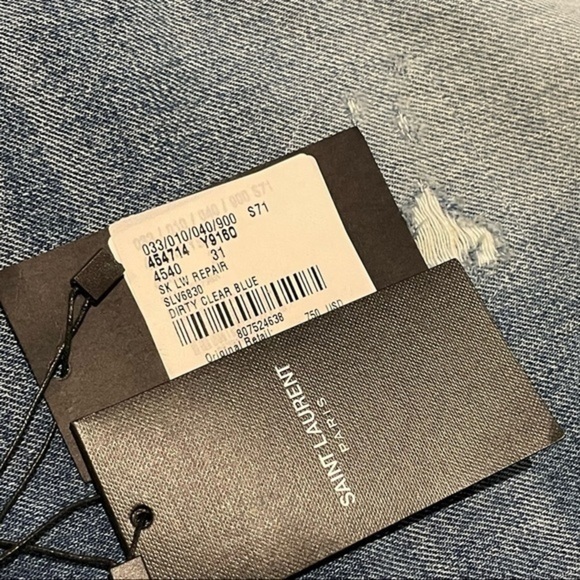 033/010/040/900 S71
454714 Y916O
4540 31
SK LW REPAIR
SLV6830
DIRTY CLEAR BLUE
807524638
Original Retail: 750 USD
SAINT LAURENT
PARIS